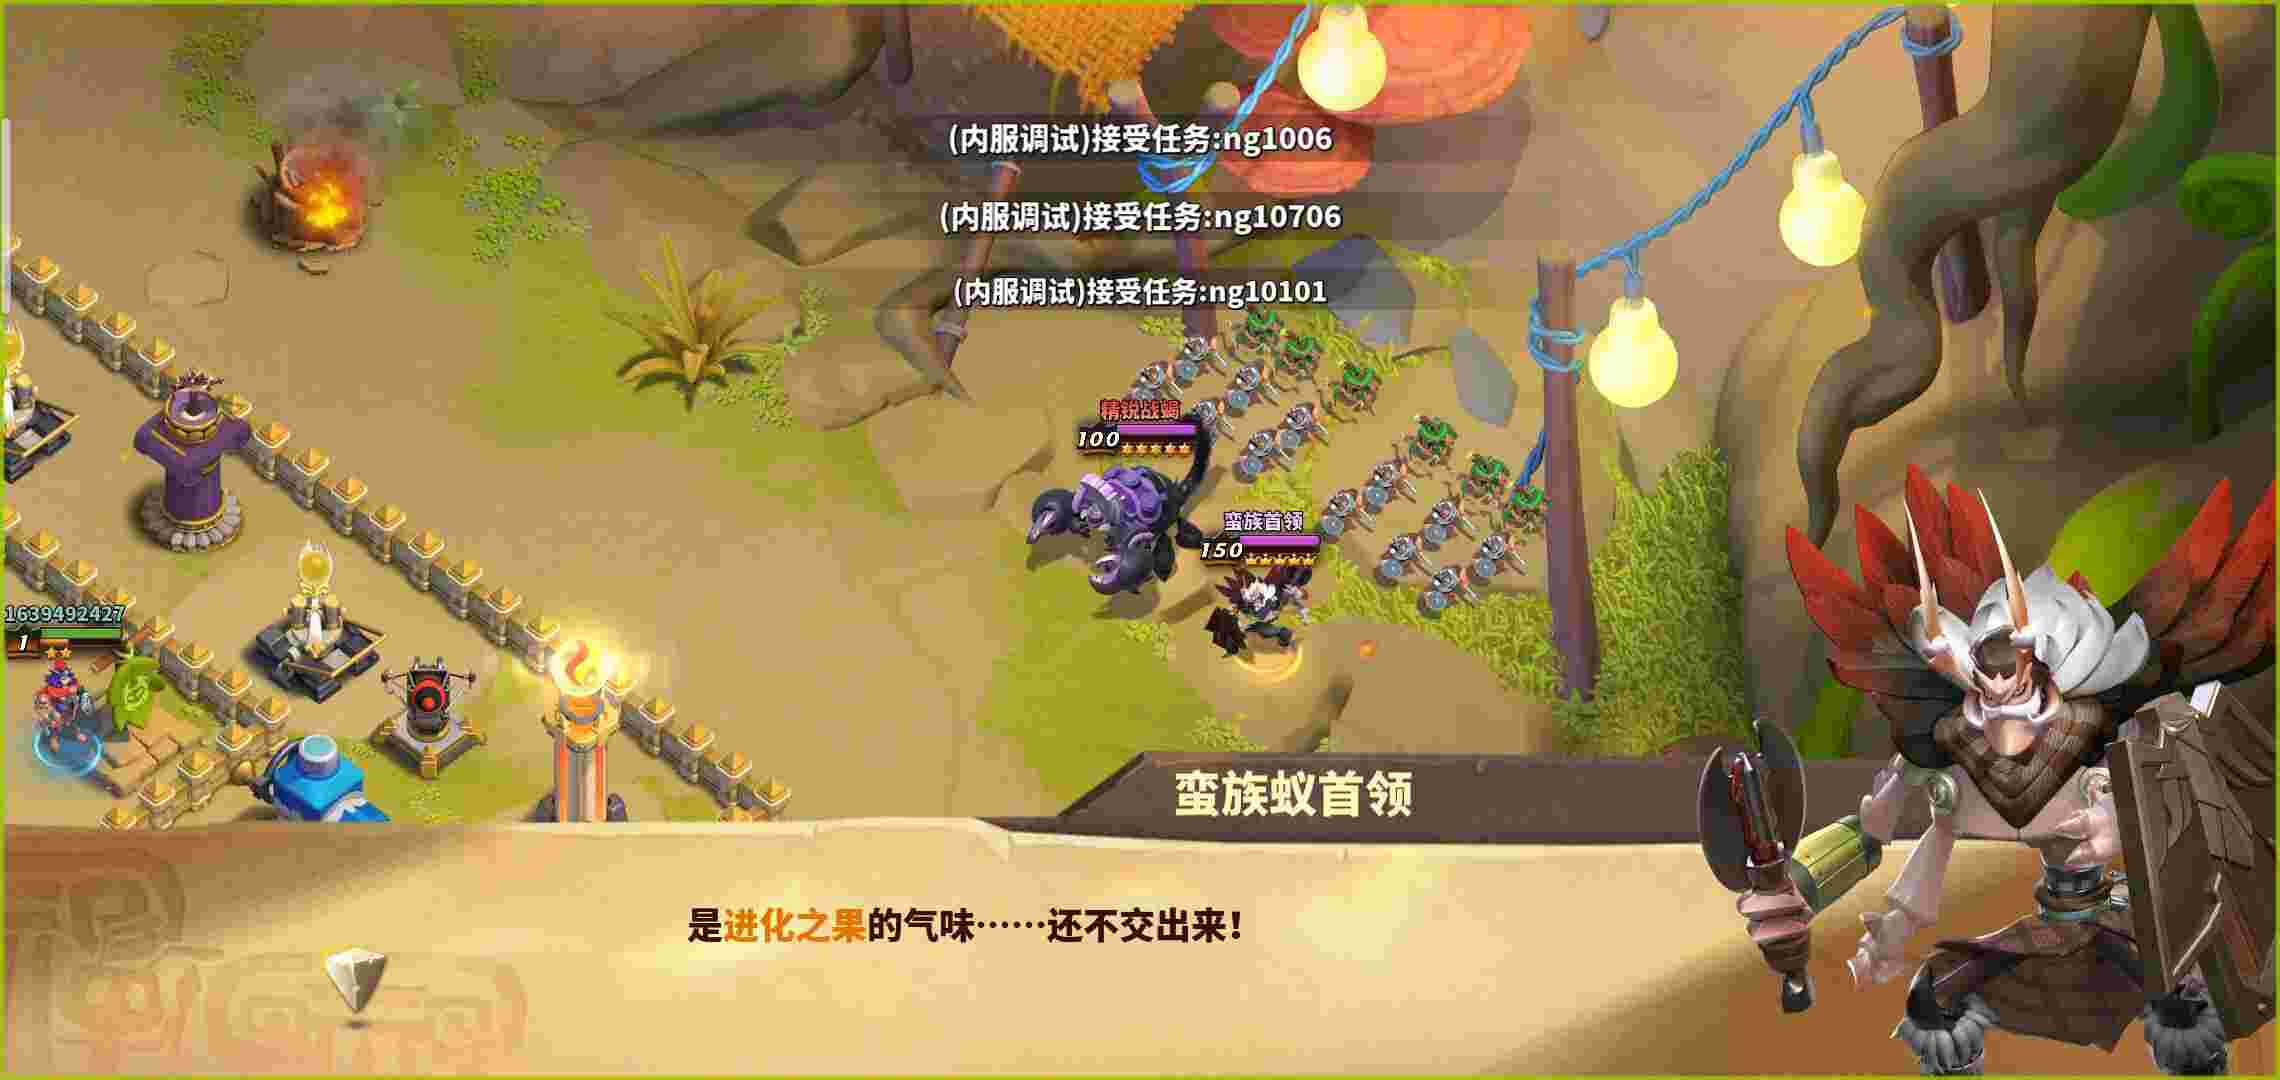 (内服调试)接受任务:ng1006
(内服调试)接受任务:ng10706
(内服调试)接受任务:ng10101
精锐战蝎
100
蛮族首领
150
1639492427
1
蛮族蚁首领
是进化之果的气味……还不交出来！